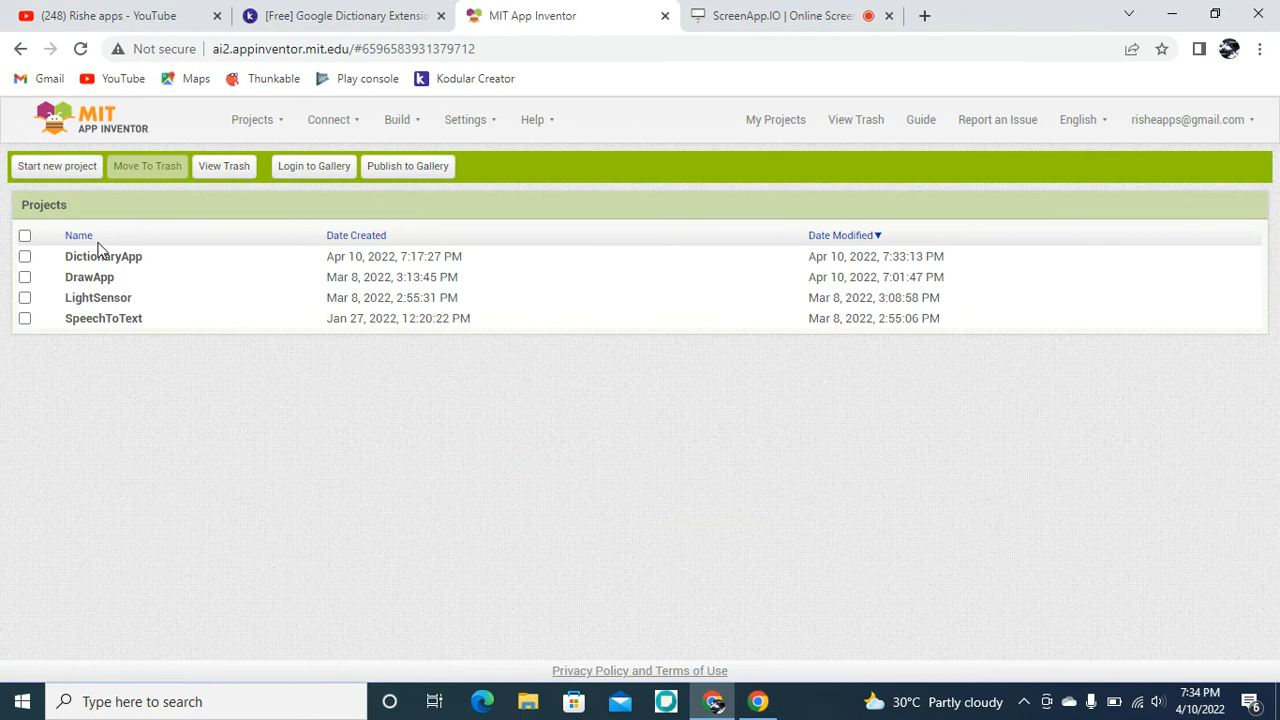 (248) Rishe apps - YouTube
[Free] Google Dictionary Extensi
MIT App Inventor
ScreenApp.IO | Online Scree
Not secure
ai2.appinventor.mit.edu/#6596583931379712
Gmail
YouTube
Maps
Thunkable
Play console
Kodular Creator
MIT
APP INVENTOR
Projects
Connect
Build
Settings
Help
My Projects
View Trash
Guide
Report an Issue
English
risheapps@gmail.com
Start new project
Move To Trash
View Trash
Login to Gallery
Publish to Gallery
Projects
Name Date Created Date Modified▼
DictionaryApp Apr 10, 2022, 7:17:27 PM Apr 10, 2022, 7:33:13 PM
DrawApp Mar 8, 2022, 3:13:45 PM Apr 10, 2022, 7:01:47 PM
LightSensor Mar 8, 2022, 2:55:31 PM Mar 8, 2022, 3:08:58 PM
SpeechToText Jan 27, 2022, 12:20:22 PM Mar 8, 2022, 2:55:06 PM
Privacy Policy and Terms of Use
Type here to search
30°C Partly cloudy
7:34 PM
4/10/2022
6